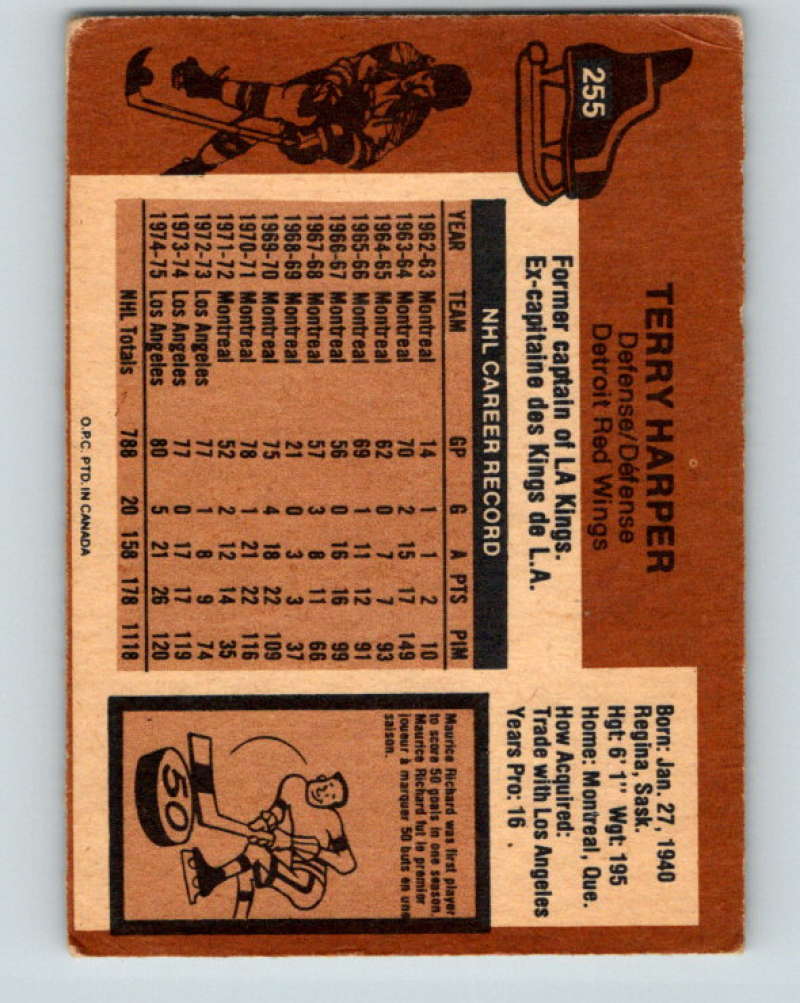 255
TERRY HARPER
Defense/Défense
Detroit Red Wings
Former captain of LA Kings.
Ex-capitaine des Kings de L.A.
NHL CAREER RECORD
YEAR TEAM GP G A PTS PIM
1962-63 Montreal 14 1 1 2 10
1963-64 Montreal 70 2 15 17 149
1964-65 Montreal 62 0 7 7 93
1965-66 Montreal 69 1 11 12 91
1966-67 Montreal 56 0 16 16 99
1967-68 Montreal 57 3 8 11 66
1968-69 Montreal 21 0 3 3 37
1969-70 Montreal 75 4 18 22 109
1970-71 Montreal 78 1 21 22 116
1971-72 Montreal 52 2 12 14 35
1972-73 Los Angeles 77 1 8 9 74
1973-74 Los Angeles 77 0 17 17 119
1974-75 Los Angeles 80 5 21 26 120
NHL Totals 788 20 158 178 1118
O.P.C. PTD. IN CANADA
Born: Jan. 27, 1940
Regina, Sask.
Hgt: 6' 1" Wgt: 195
Home: Montreal, Que.
How Acquired:
Trade with Los Angeles
Years Pro: 16
Maurice Richard was first player
to score 50 goals in one season.
Maurice Richard fut le premier
joueur à marquer 50 buts en une
saison.
50